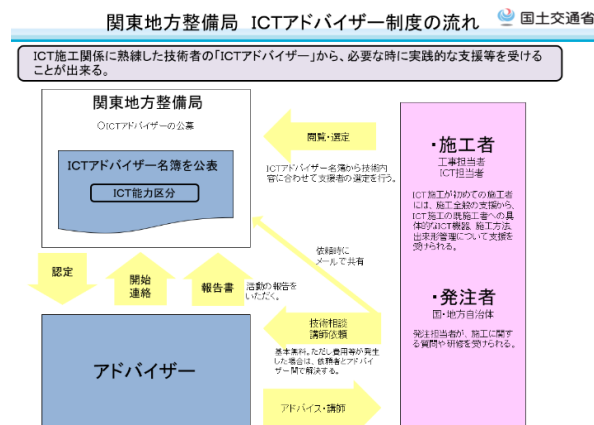 関東地方整備局 ICTアドバイザー制度の流れ
国土交通省
ICT施工関係に熟練した技術者の「ICTアドバイザー」から、必要な時に実践的な支援等を受ける
ことが出来る。
関東地方整備局
○ICTアドバイザーの公募
ICTアドバイザー名簿を公表
ICT能力区分
閲覧・選定
ICTアドバイザー名簿から技術内
容に合わせて支援者の選定を行う。
・施工者
工事担当者
ICT担当者
ICT施工が初めての施工者
には、施工全般の支援から、
ICT施工の既施工者への具
体的なICT機器、施工方法、
出来形管理について支援を
受けられる。
依頼時に
メールで共有
認定
開始
連絡
報告書
活動の報告を
いただく。
・発注者
国・地方自治体
発注担当者が、施工に関す
る質問や研修を受けられる。
技術相談
講師依頼
基本無料。ただし費用等が発生
した場合は、依頼者とアドバイ
ザー間で解決する。
アドバイザー
アドバイス・講師